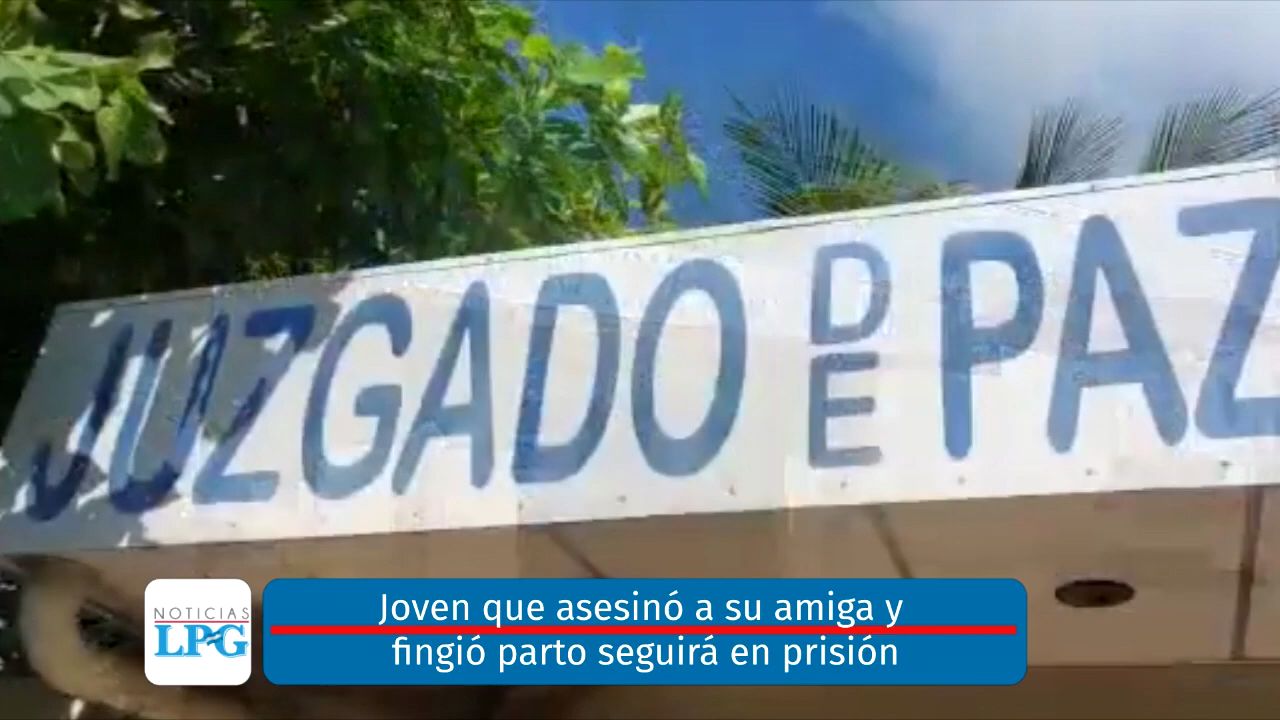 JUZGADO DE PAZ
NOTICIAS
LPG
Joven que asesinó a su amiga y
fingió parto seguirá en prisión